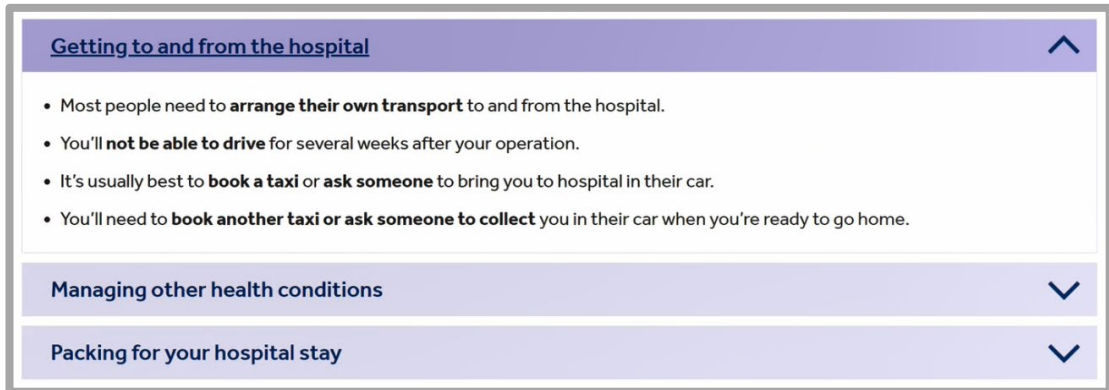 Getting to and from the hospital
• Most people need to arrange their own transport to and from the hospital.
• You'll not be able to drive for several weeks after your operation.
• It's usually best to book a taxi or ask someone to bring you to hospital in their car.
• You'll need to book another taxi or ask someone to collect you in their car when you're ready to go home.
Managing other health conditions
Packing for your hospital stay